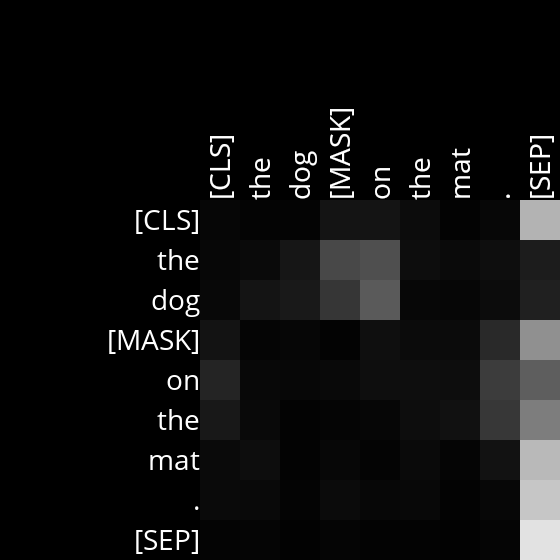 [CLS] the dog [MASK] on the mat . [SEP]
[CLS]
the
dog
[MASK]
on
the
mat
.
[SEP]